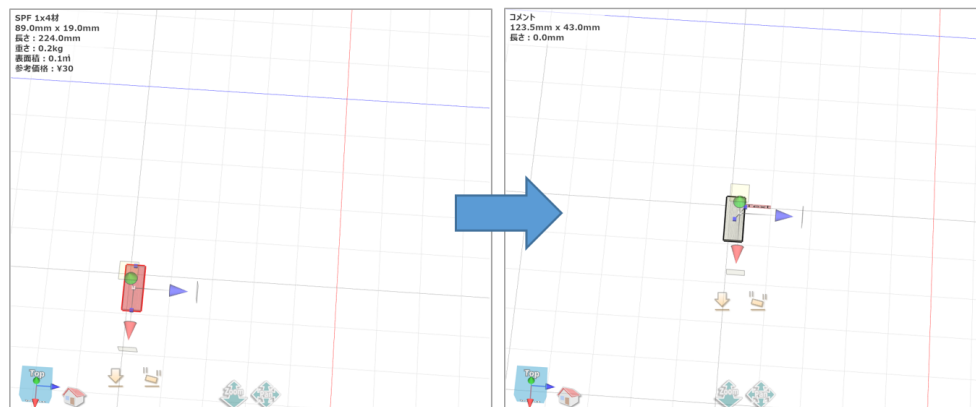 SPF 1x4材
89.0mm x 19.0mm
長さ : 224.0mm
重さ : 0.2kg
表面積 : 0.1㎡
参考価格 : ¥30
Top
コメント
123.5mm x 43.0mm
長さ : 0.0mm
Top